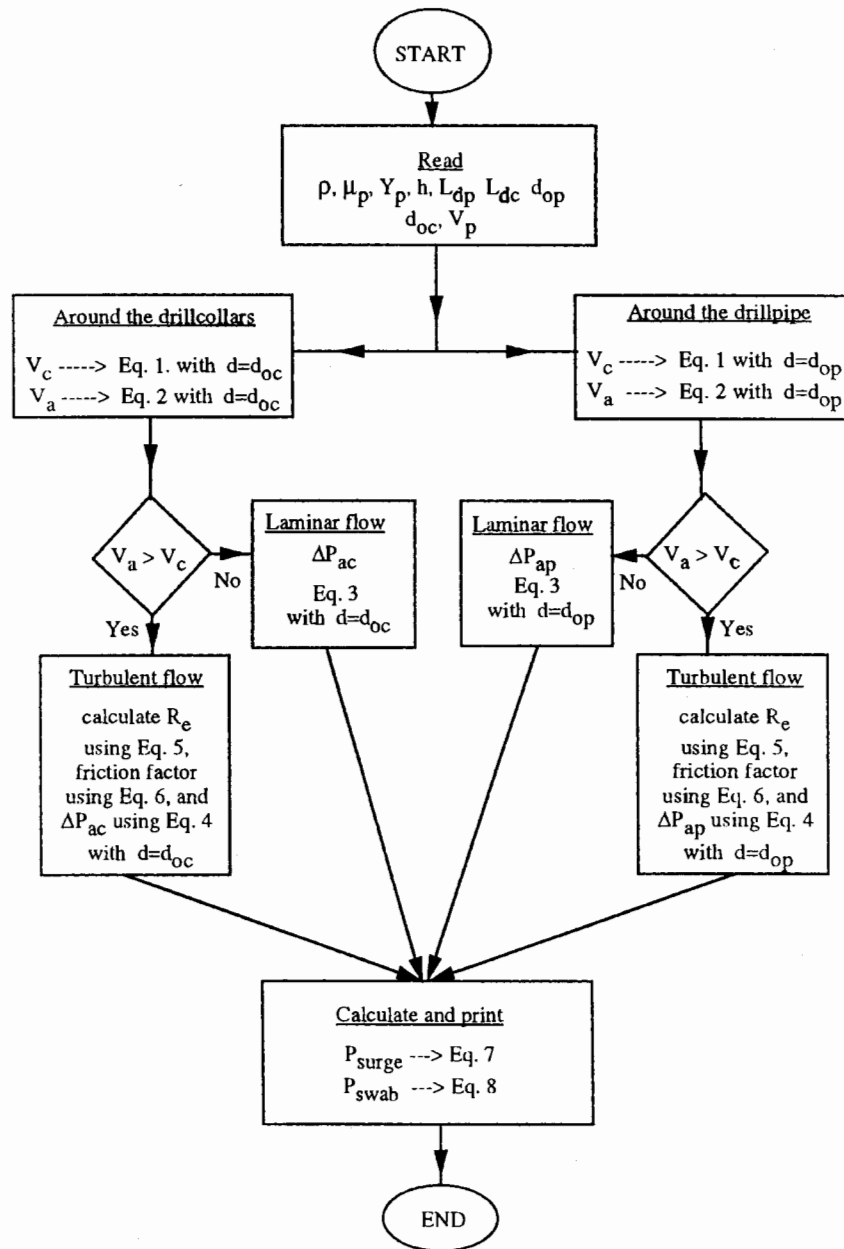 START
Read
ρ, μp, Yp, h, Ldp Ldc dop
doc, Vp
Around the drillcollars
Vc -----> Eq. 1. with d=doc
Va -----> Eq. 2 with d=doc
Around the drillpipe
Vc -----> Eq. 1 with d=dop
Va -----> Eq. 2 with d=dop
Va > Vc
No
Yes
Laminar flow
ΔPac
Eq. 3
with d=doc
Laminar flow
ΔPap
Eq. 3
with d=dop
Va > Vc
No
Yes
Turbulent flow
calculate Re
using Eq. 5,
friction factor
using Eq. 6, and
ΔPac using Eq. 4
with d=doc
Turbulent flow
calculate Re
using Eq. 5,
friction factor
using Eq. 6, and
ΔPap using Eq. 4
with d=dop
Calculate and print
Psurge ---> Eq. 7
Pswab ---> Eq. 8
END